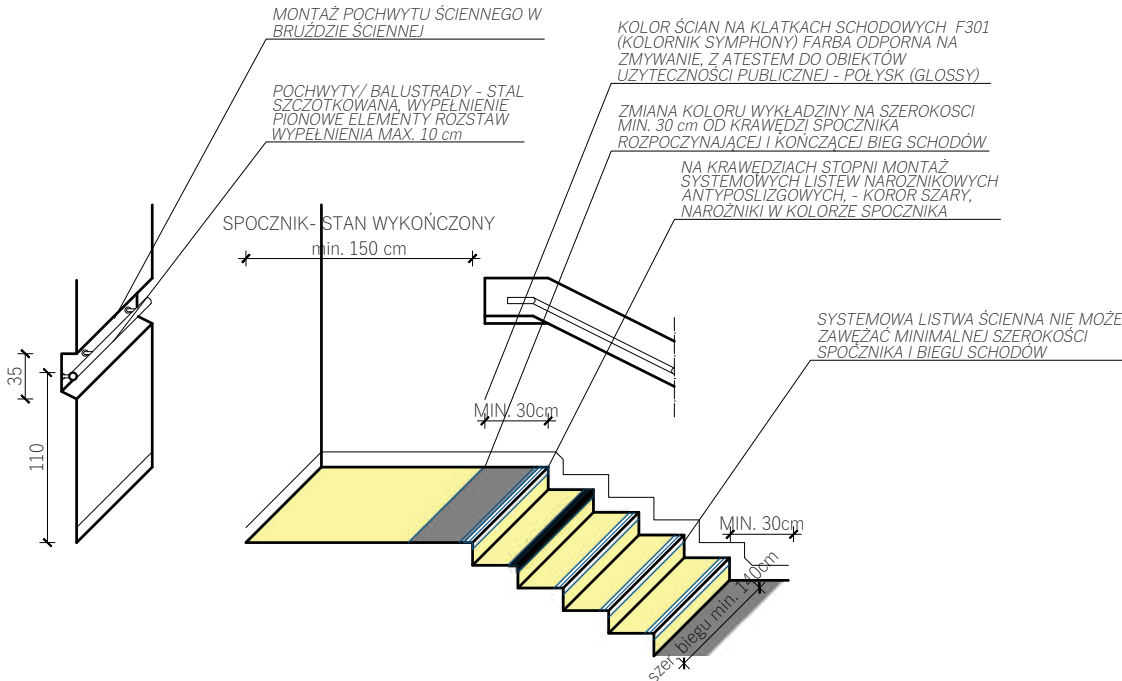 MONTAŻ POCHWYTU ŚCIENNEGO W
BRUŹDZIE ŚCIENNEJ
POCHWYTY/ BALUSTRADY - STAL
SZCZOTKOWANA, WYPEŁNIENIE
PIONOWE ELEMENTY ROZSTAW
WYPEŁNIENIA MAX. 10 cm
KOLOR ŚCIAN NA KLATKACH SCHODOWYCH F301
(KOLORNIK SYMPHONY) FARBA ODPORNA NA
ZMYWANIE, Z ATESTEM DO OBIEKTÓW
UZYTECZNOŚCI PUBLICZNEJ - POŁYSK (GLOSSY)
ZMIANA KOLORU WYKŁADZINY NA SZEROKOSCI
MIN. 30 cm OD KRAWĘDZI SPOCZNIKA
ROZPOCZYNAJĄCEJ I KOŃCZĄCEJ BIEG SCHODÓW
NA KRAWĘDZIACH STOPNI MONTAŻ
SYSTEMOWYCH LISTEW NAROŻNIKOWYCH
ANTYPOSLIZGOWYCH, - KOROR SZARY,
NAROŻNIKI W KOLORZE SPOCZNIKA
SPOCZNIK- STAN WYKOŃCZONY
min. 150 cm
SYSTEMOWA LISTWA ŚCIENNA NIE MOŻE
ZAWĘŻAĆ MINIMALNEJ SZEROKOŚCI
SPOCZNIKA I BIEGU SCHODÓW
35
110
MIN. 30cm
MIN. 30cm
szer. biegu min. 140cm